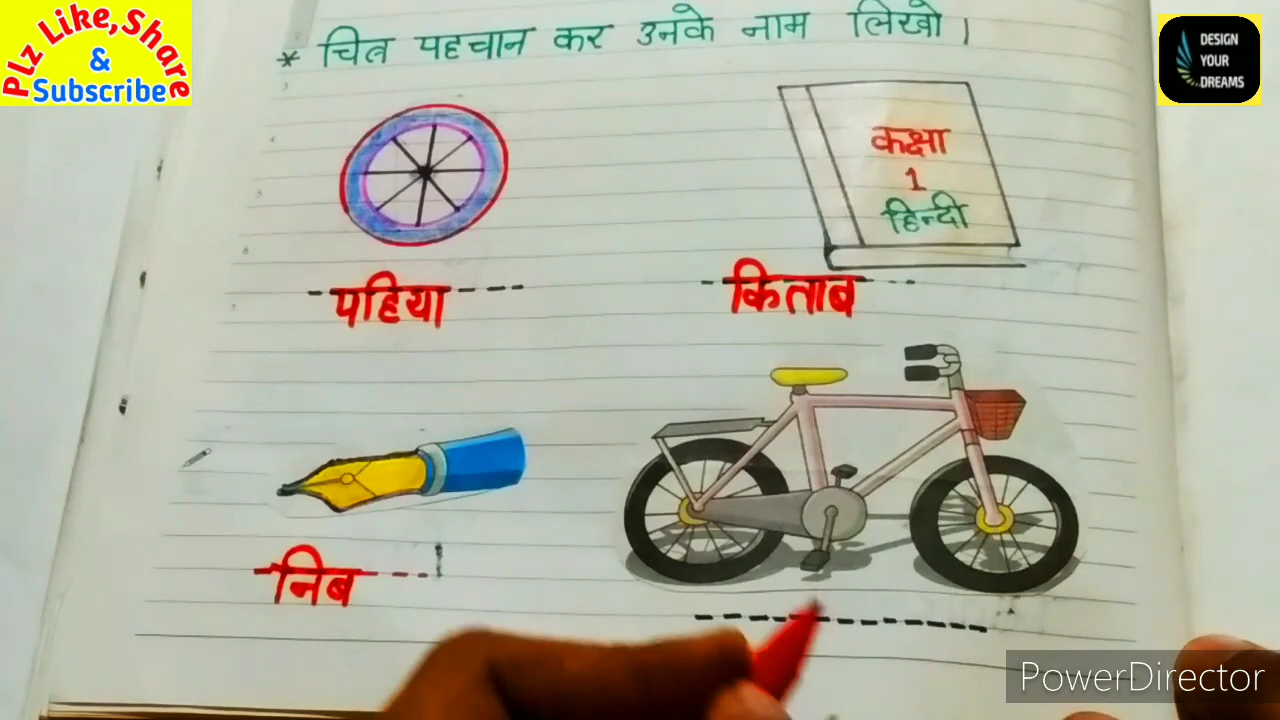 Plz Like, Share
&
Subscribe
* चित्र पहचान कर उनके नाम लिखो।
DESIGN
YOUR
DREAMS
कक्षा
1
हिन्दी
पहिया
किताब
निब
PowerDirector